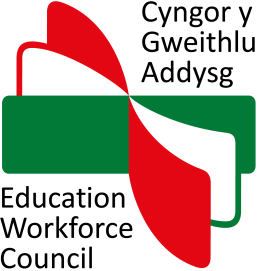 Cyngor y
Gweithlu
Addysg
Education
Workforce
Council